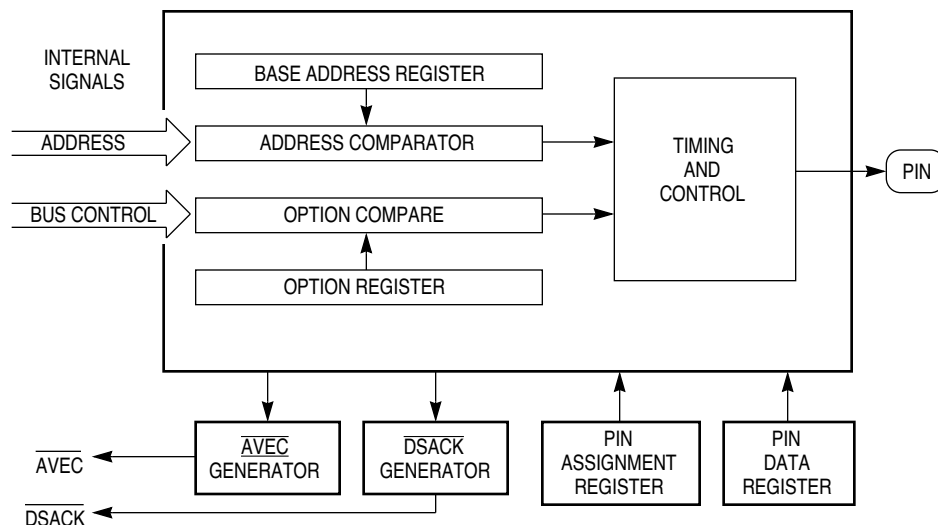 INTERNAL
SIGNALS
BASE ADDRESS REGISTER
ADDRESS
ADDRESS COMPARATOR
TIMING
AND
CONTROL
PIN
BUS CONTROL
OPTION COMPARE
OPTION REGISTER
AVEC
GENERATOR
DSACK
GENERATOR
PIN
ASSIGNMENT
REGISTER
PIN
DATA
REGISTER
AVEC
DSACK